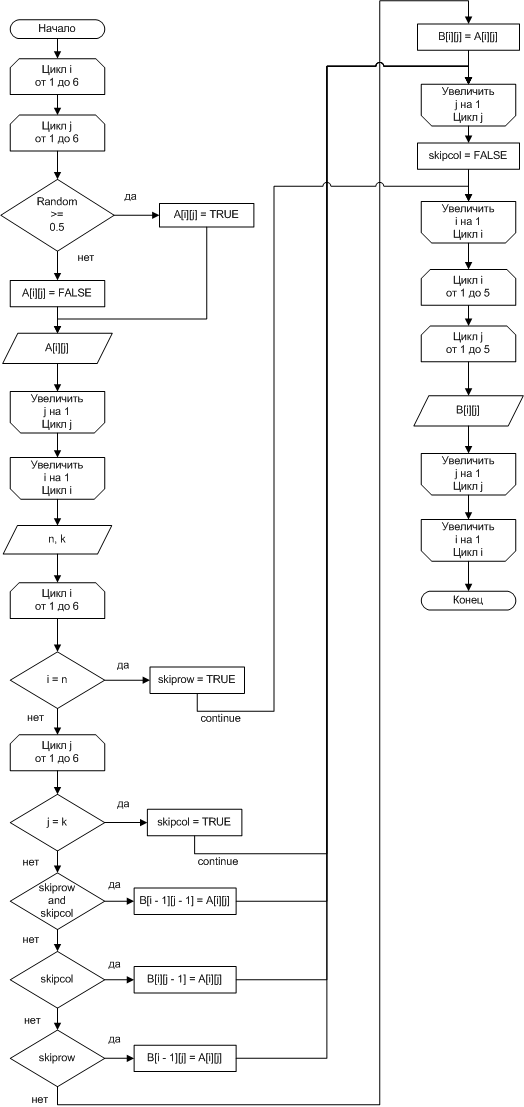 Начало
Цикл i
от 1 до 6
Цикл j
от 1 до 6
Random
>=
0.5
да
A[i][j] = TRUE
нет
A[i][j] = FALSE
A[i][j]
Увеличить
j на 1
Цикл j
Увеличить
i на 1
Цикл i
n, k
Цикл i
от 1 до 6
i = n
да
skiprow = TRUE
continue
нет
Цикл j
от 1 до 6
j = k
да
skipcol = TRUE
continue
нет
skiprow
and
skipcol
да
B[i - 1][j - 1] = A[i][j]
нет
skipcol
да
B[i][j - 1] = A[i][j]
нет
skiprow
да
B[i - 1][j] = A[i][j]
нет
B[i][j] = A[i][j]
Увеличить
j на 1
Цикл j
skipcol = FALSE
Увеличить
i на 1
Цикл i
Цикл i
от 1 до 5
Цикл j
от 1 до 5
B[i][j]
Увеличить
j на 1
Цикл j
Увеличить
i на 1
Цикл i
Конец